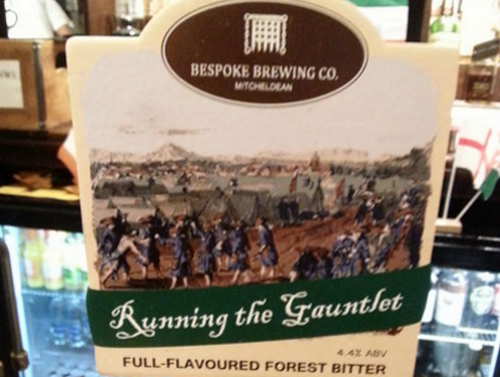 BESPOKE BREWING CO.
MITCHELDEAN
Running the Gauntlet
4.4% ABV
FULL-FLAVOURED FOREST BITTER